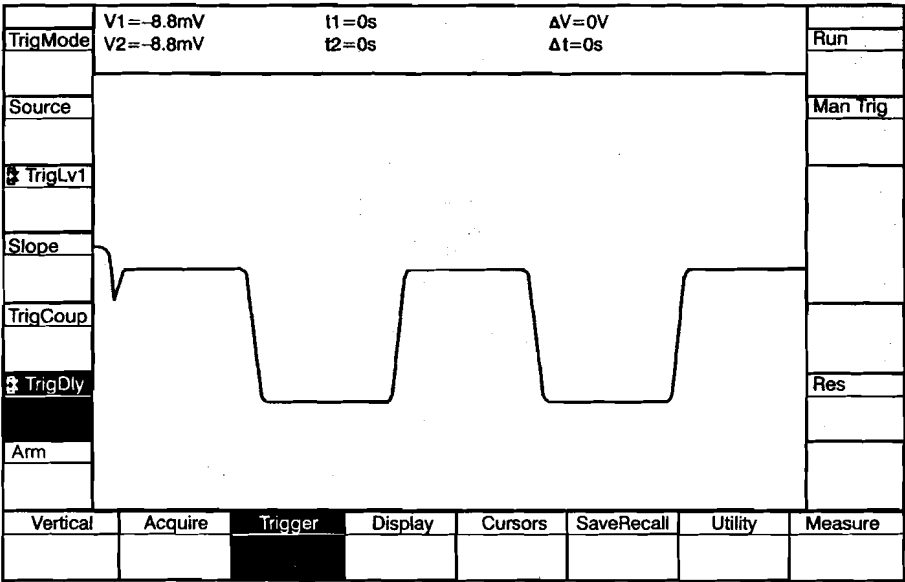 V1=-8.8mV t1=0s ΔV=0V
V2=-8.8mV t2=0s Δt=0s
TrigMode
Run
Source
Man Trig
TrigLv1
Slope
TrigCoup
TrigDly
Res
Arm
Vertical Acquire Trigger Display Cursors SaveRecall Utility Measure